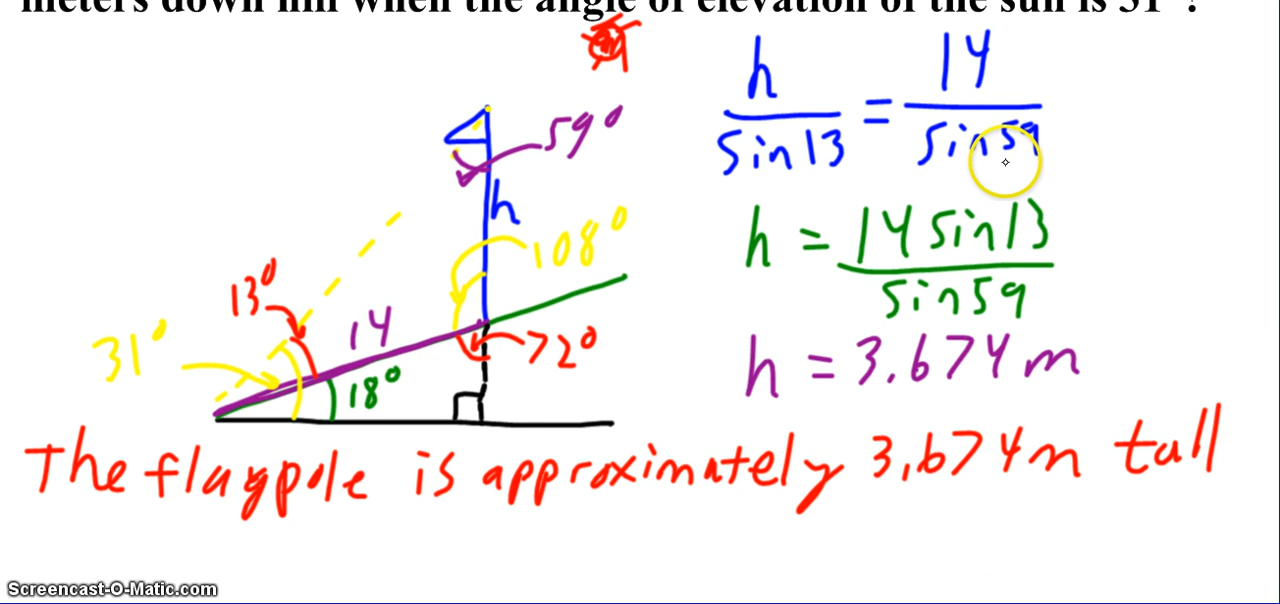 meters down hill when the angle of elevation of the sun is 31°?
h
14
sin13
=
sin59
59°
h
108°
h = 14 sin13
sin59
13°
14
31°
18°
72°
h = 3.674 m
The flagpole is approximately 3.674m tall
Screencast-O-Matic.com